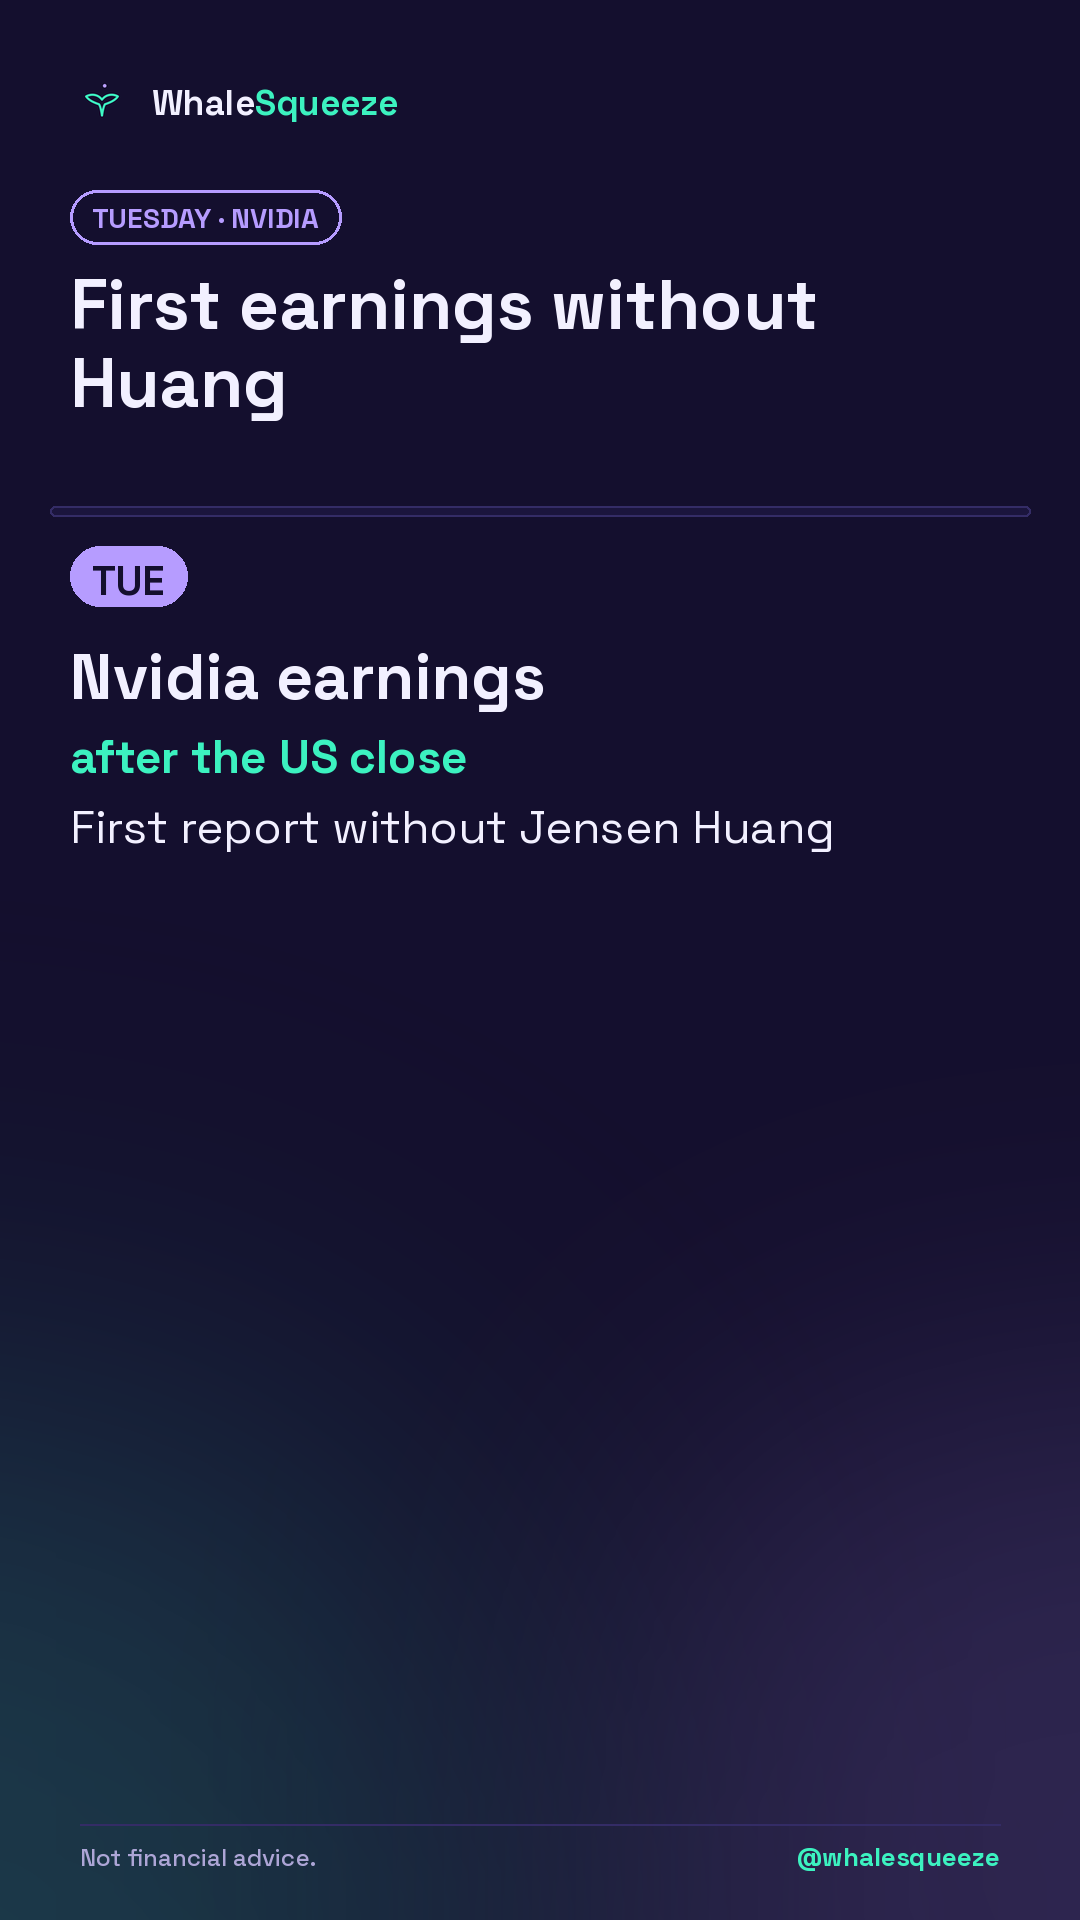 WhaleSqueeze
TUESDAY · NVIDIA
First earnings without
Huang
TUE
Nvidia earnings
after the US close
First report without Jensen Huang
Not financial advice.
@whalesqueeze